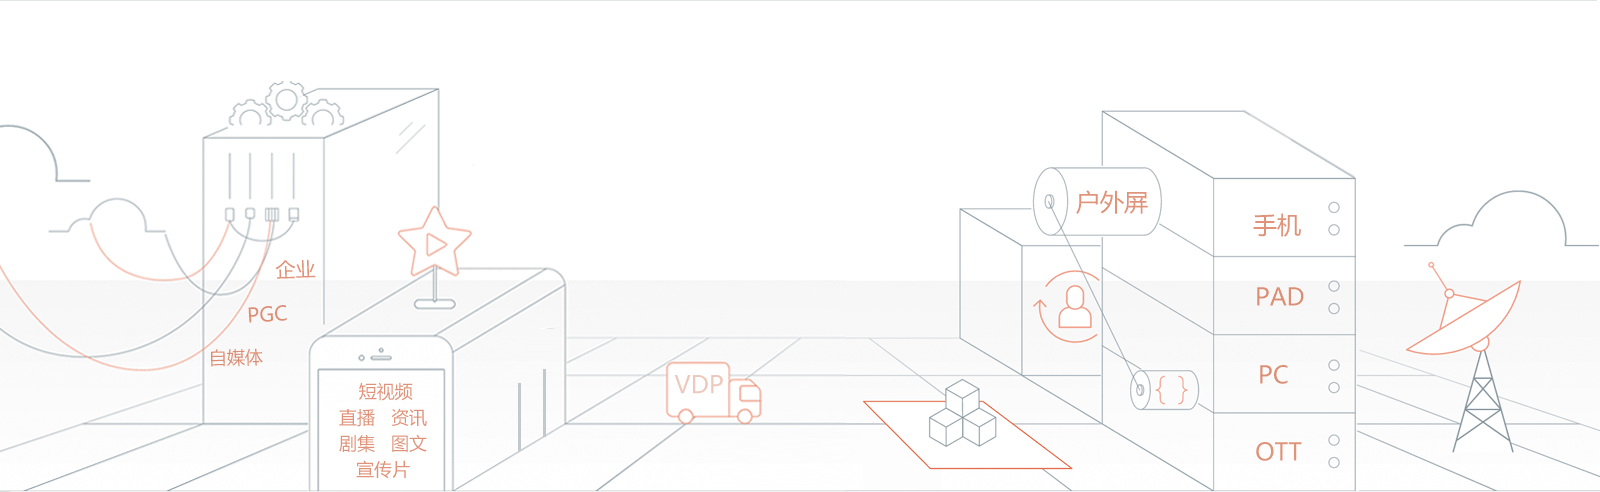 企业
PGC
自媒体
短视频
直播 资讯
剧集 图文
宣传片
VDP
户外屏
{ }
手机
PAD
PC
OTT